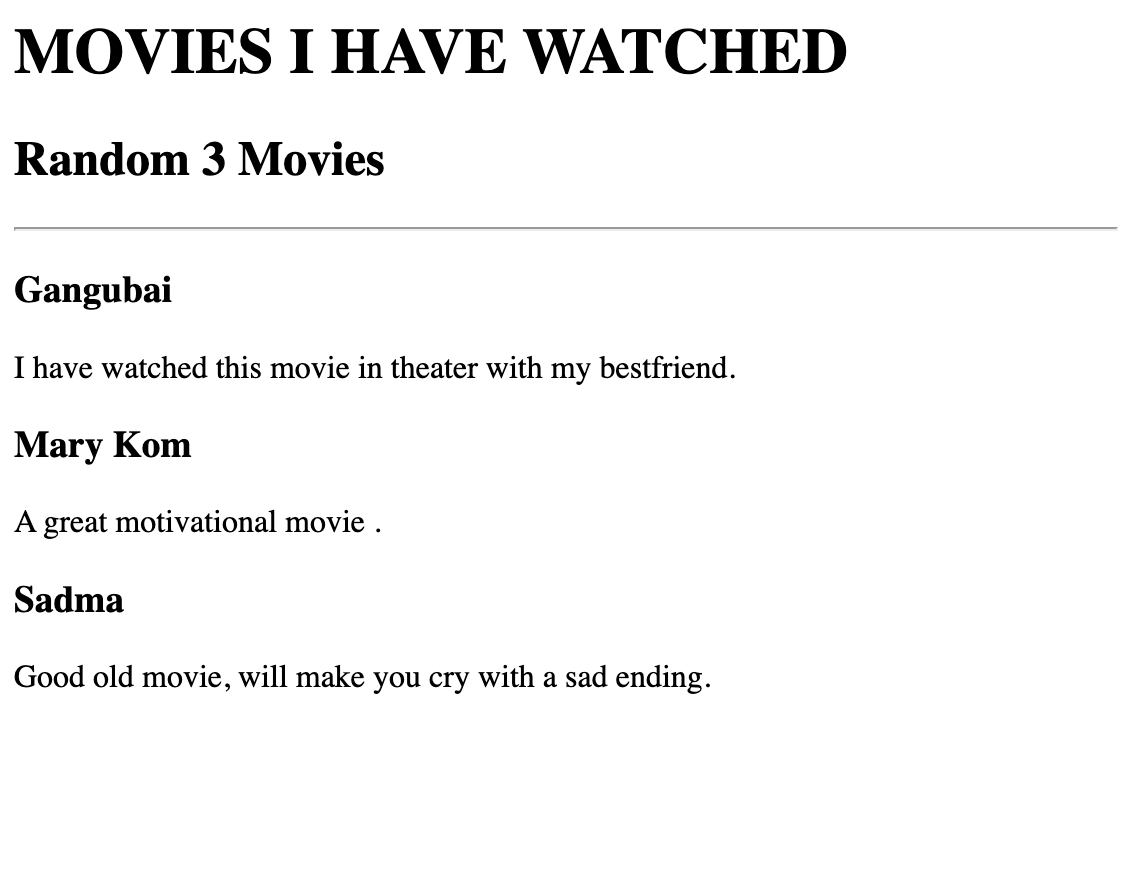 MOVIES I HAVE WATCHED
Random 3 Movies
Gangubai
I have watched this movie in theater with my bestfriend.
Mary Kom
A great motivational movie .
Sadma
Good old movie, will make you cry with a sad ending.